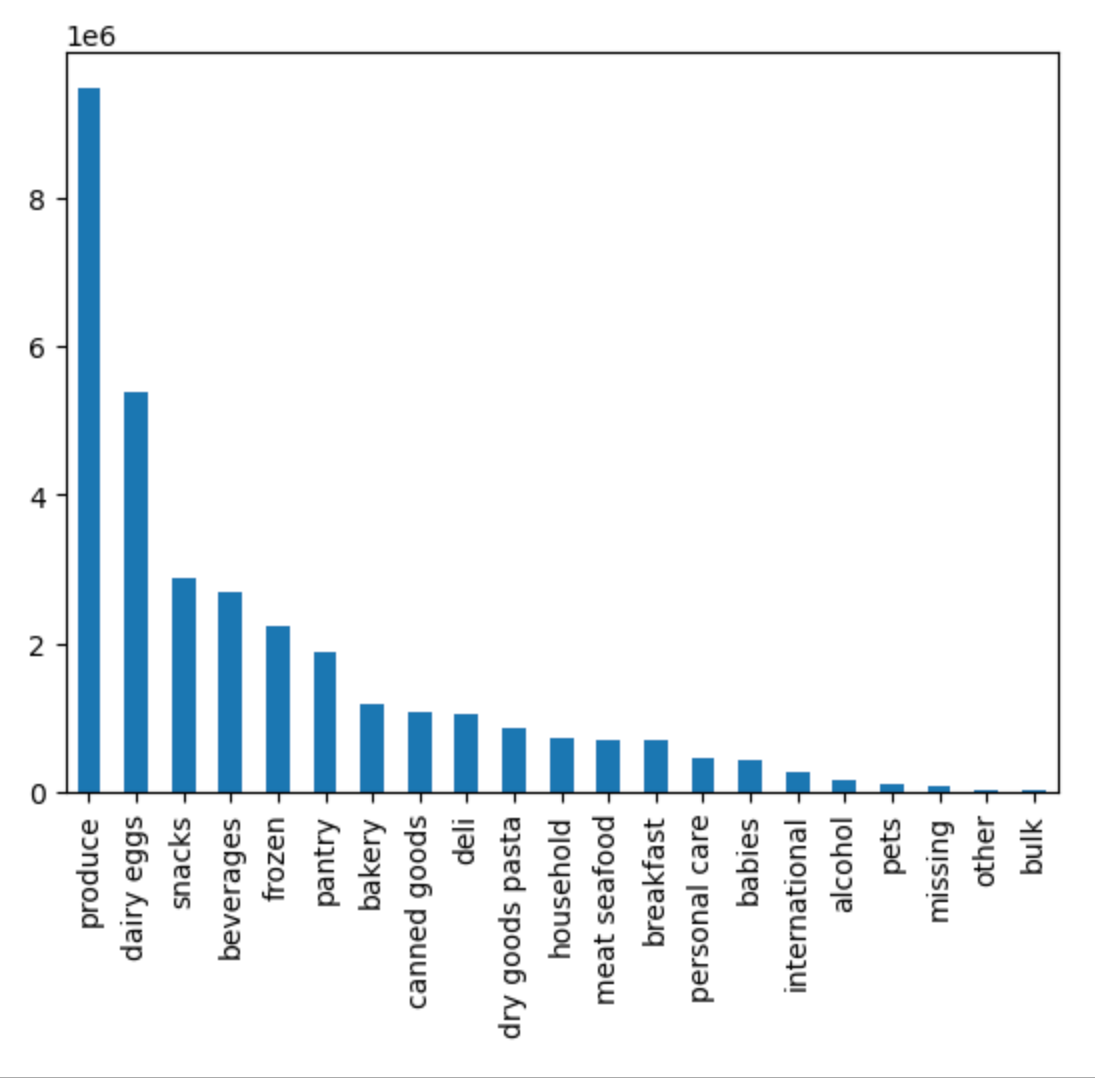 1e6
8
6
4
2
0
produce
dairy eggs
snacks
beverages
frozen
pantry
bakery
canned goods
deli
dry goods pasta
household
meat seafood
breakfast
personal care
babies
international
alcohol
pets
missing
other
bulk